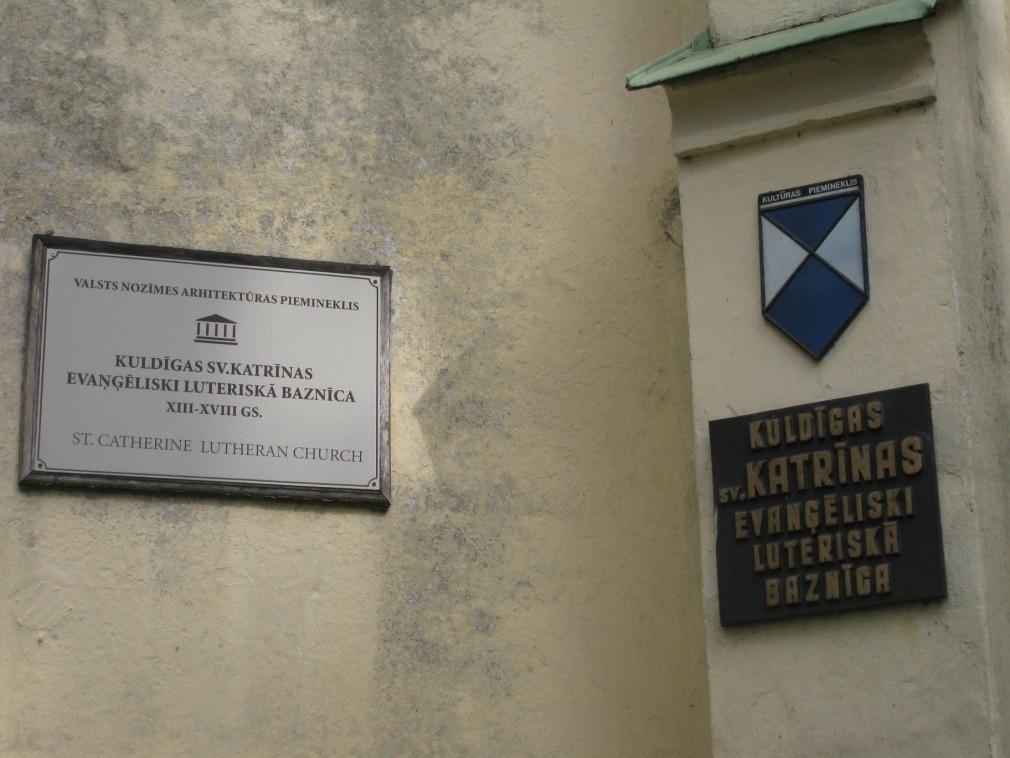 VALSTS NOZĪMES ARHITEKTŪRAS PIEMINEKLIS
KULDĪGAS SV.KATRĪNAS
EVAŅĢĒLISKI LUTERISKĀ BAZNĪCA
XIII-XVIII GS.
ST. CATHERINE LUTHERAN CHURCH
KULTŪRAS PIEMINEKLIS
KULDĪGAS
SV. KATRĪNAS
EVAŅĢĒLISKI
LUTERISKĀ
BAZNĪCA